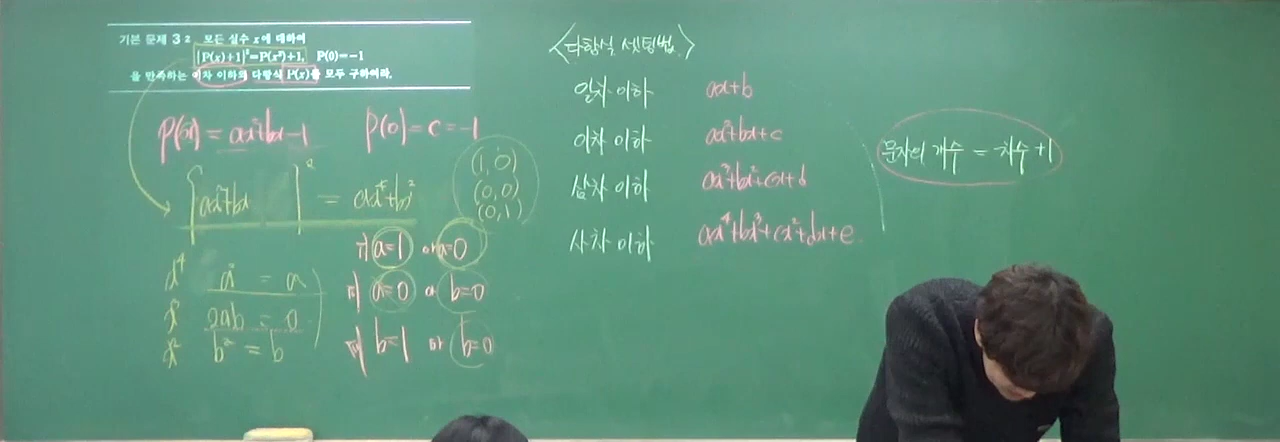 기본 문제 3 2 모든 실수 x에 대하여
{P(x)+1}²=P(x²)+1, P(0)=-1
을 만족하는 이차 이하의 다항식 P(x)를 모두 구하여라.
P(x) = ax²+bx-1 P(0) = c = -1
{ax²+bx}² = ax⁴+bx²
(1, 0)
(0, 0)
(0, 1)
x⁴ a² = a
x³ 2ab = 0
x² b² = b
i) a=1 or a=0
ii) a=0 or b=0
iii) b=1 or b=0
<다항식 셋팅법>
일차 이하 ax+b
이차 이하 ax²+bx+c
삼차 이하 ax³+bx²+cx+d
사차 이하 ax⁴+bx³+cx²+dx+e
문자의 개수 = 차수 +1